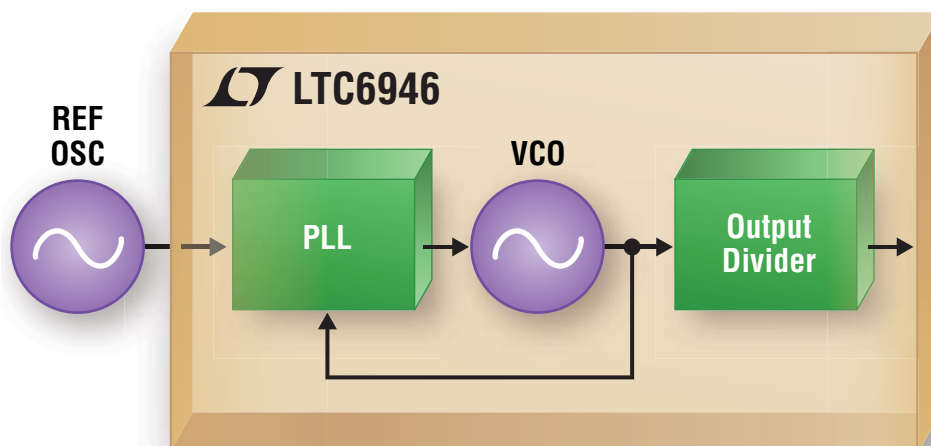 LTC6946
REF
OSC
VCO
PLL
Output
Divider